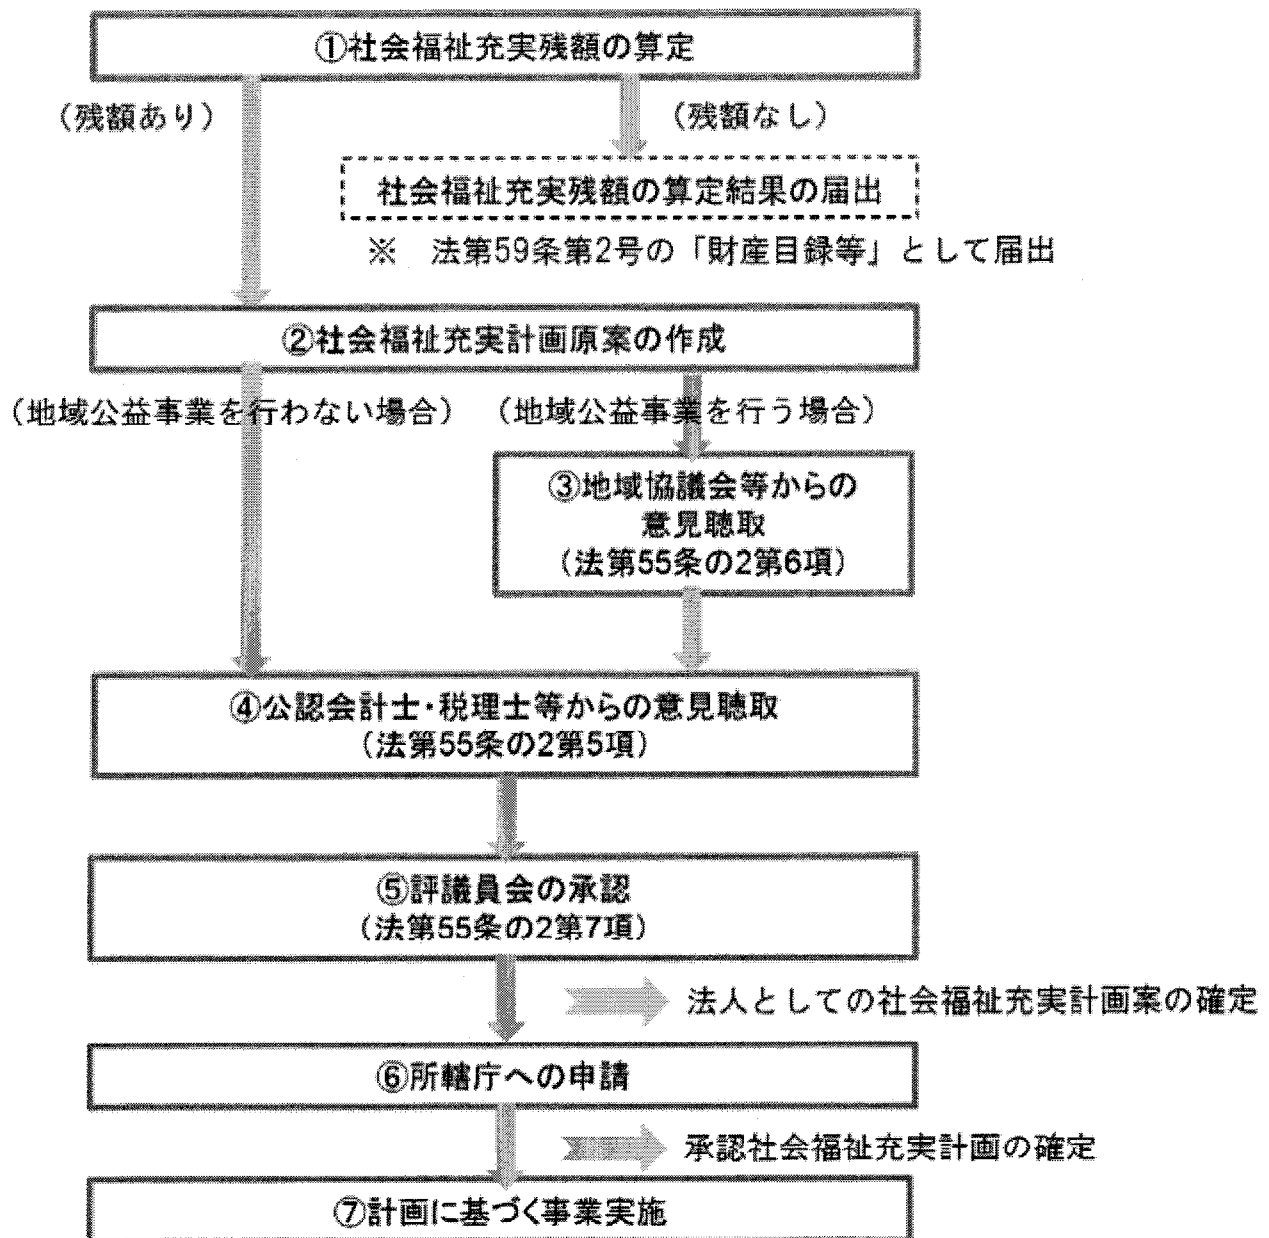 ①社会福祉充実残額の算定
（残額あり）
（残額なし）
社会福祉充実残額の算定結果の届出
※　法第59条第2号の「財産目録等」として届出
②社会福祉充実計画原案の作成
（地域公益事業を行わない場合）
（地域公益事業を行う場合）
③地域協議会等からの
意見聴取
（法第55条の2第6項）
④公認会計士・税理士等からの意見聴取
（法第55条の2第5項）
⑤評議員会の承認
（法第55条の2第7項）
法人としての社会福祉充実計画案の確定
⑥所轄庁への申請
承認社会福祉充実計画の確定
⑦計画に基づく事業実施